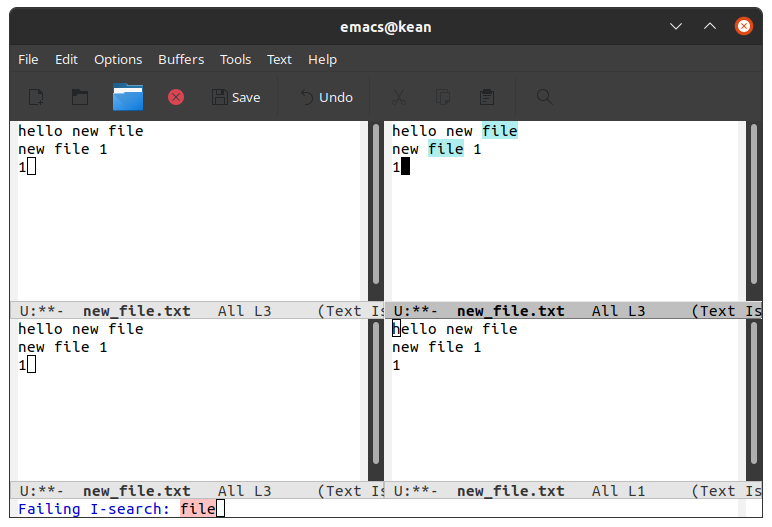 emacs@kean
File Edit Options Buffers Tools Text Help
Save Undo
hello new file
new file 1
1
U:**- new_file.txt All L3 (Text Is
hello new file
new file 1
1
U:**- new_file.txt All L3 (Text Is
hello new file
new file 1
1
U:**- new_file.txt All L3 (Text Is
hello new file
new file 1
1
U:**- new_file.txt All L1 (Text Is
Failing I-search: file